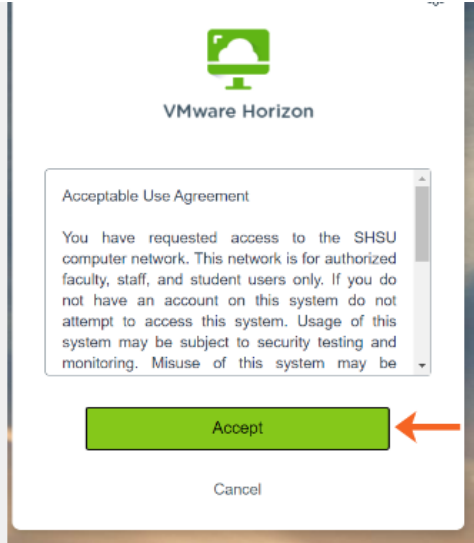 VMware Horizon
Acceptable Use Agreement
You have requested access to the SHSU
computer network. This network is for authorized
faculty, staff, and student users only. If you do
not have an account on this system do not
attempt to access this system. Usage of this
system may be subject to security testing and
monitoring. Misuse of this system may be
Accept
Cancel